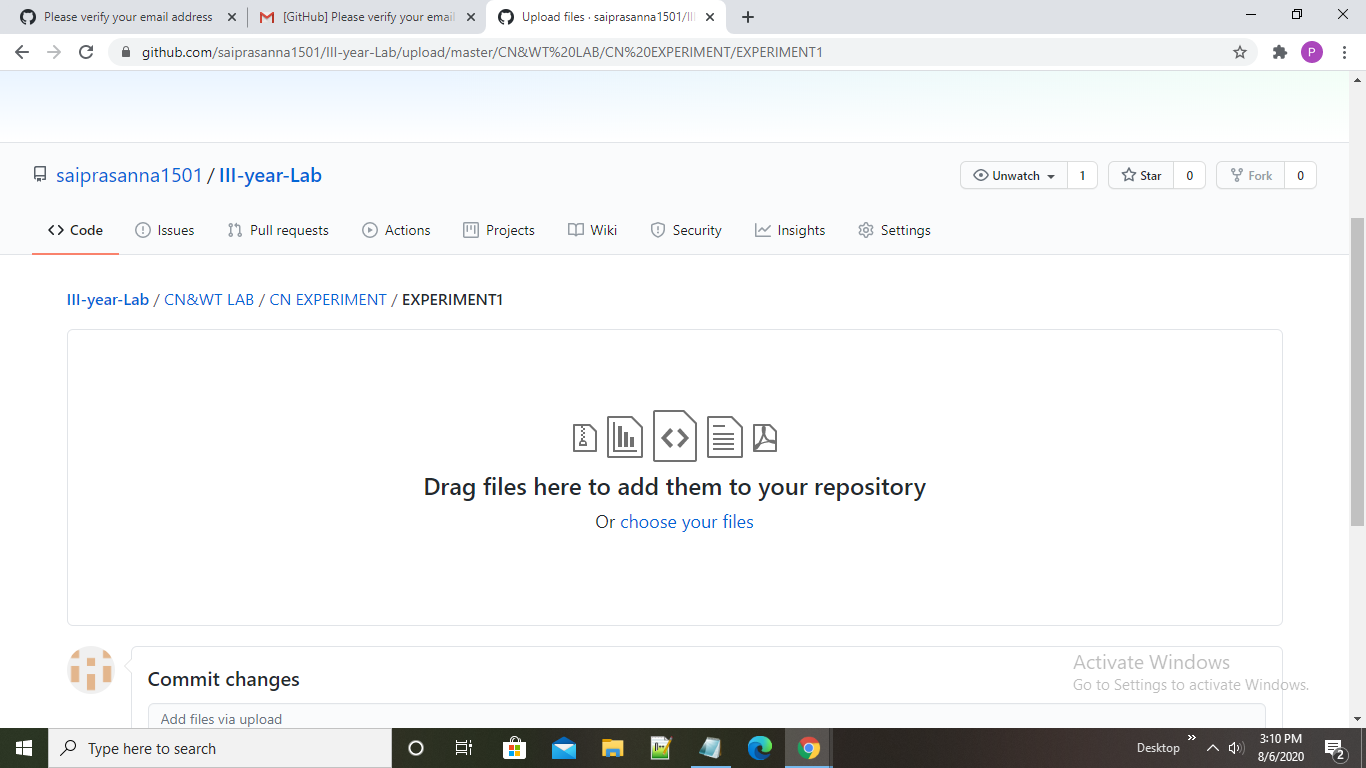 Please verify your email address
[GitHub] Please verify your email
Upload files · saiprasanna1501/III
github.com/saiprasanna1501/III-year-Lab/upload/master/CN&WT%20LAB/CN%20EXPERIMENT/EXPERIMENT1
P
saiprasanna1501 / III-year-Lab
Unwatch 1 Star 0 Fork 0
Code Issues Pull requests Actions Projects Wiki Security Insights Settings
III-year-Lab / CN&WT LAB / CN EXPERIMENT / EXPERIMENT1
Drag files here to add them to your repository
Or choose your files
Commit changes
Add files via upload
Activate Windows
Go to Settings to activate Windows.
Type here to search
Desktop
3:10 PM
8/6/2020
2